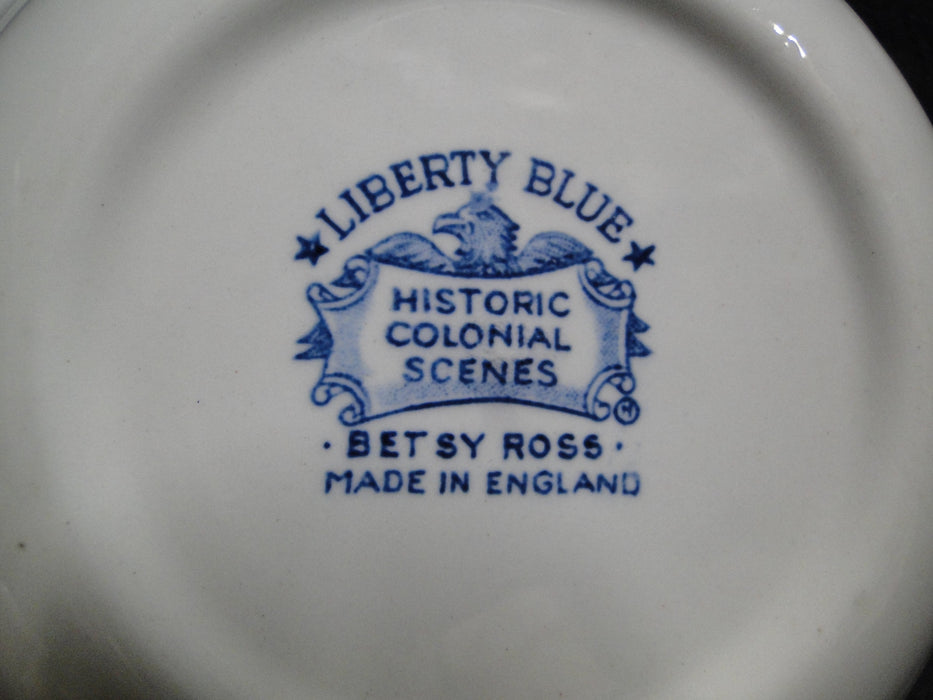 LIBERTY BLUE
HISTORIC
COLONIAL
SCENES
· BETSY ROSS ·
MADE IN ENGLAND